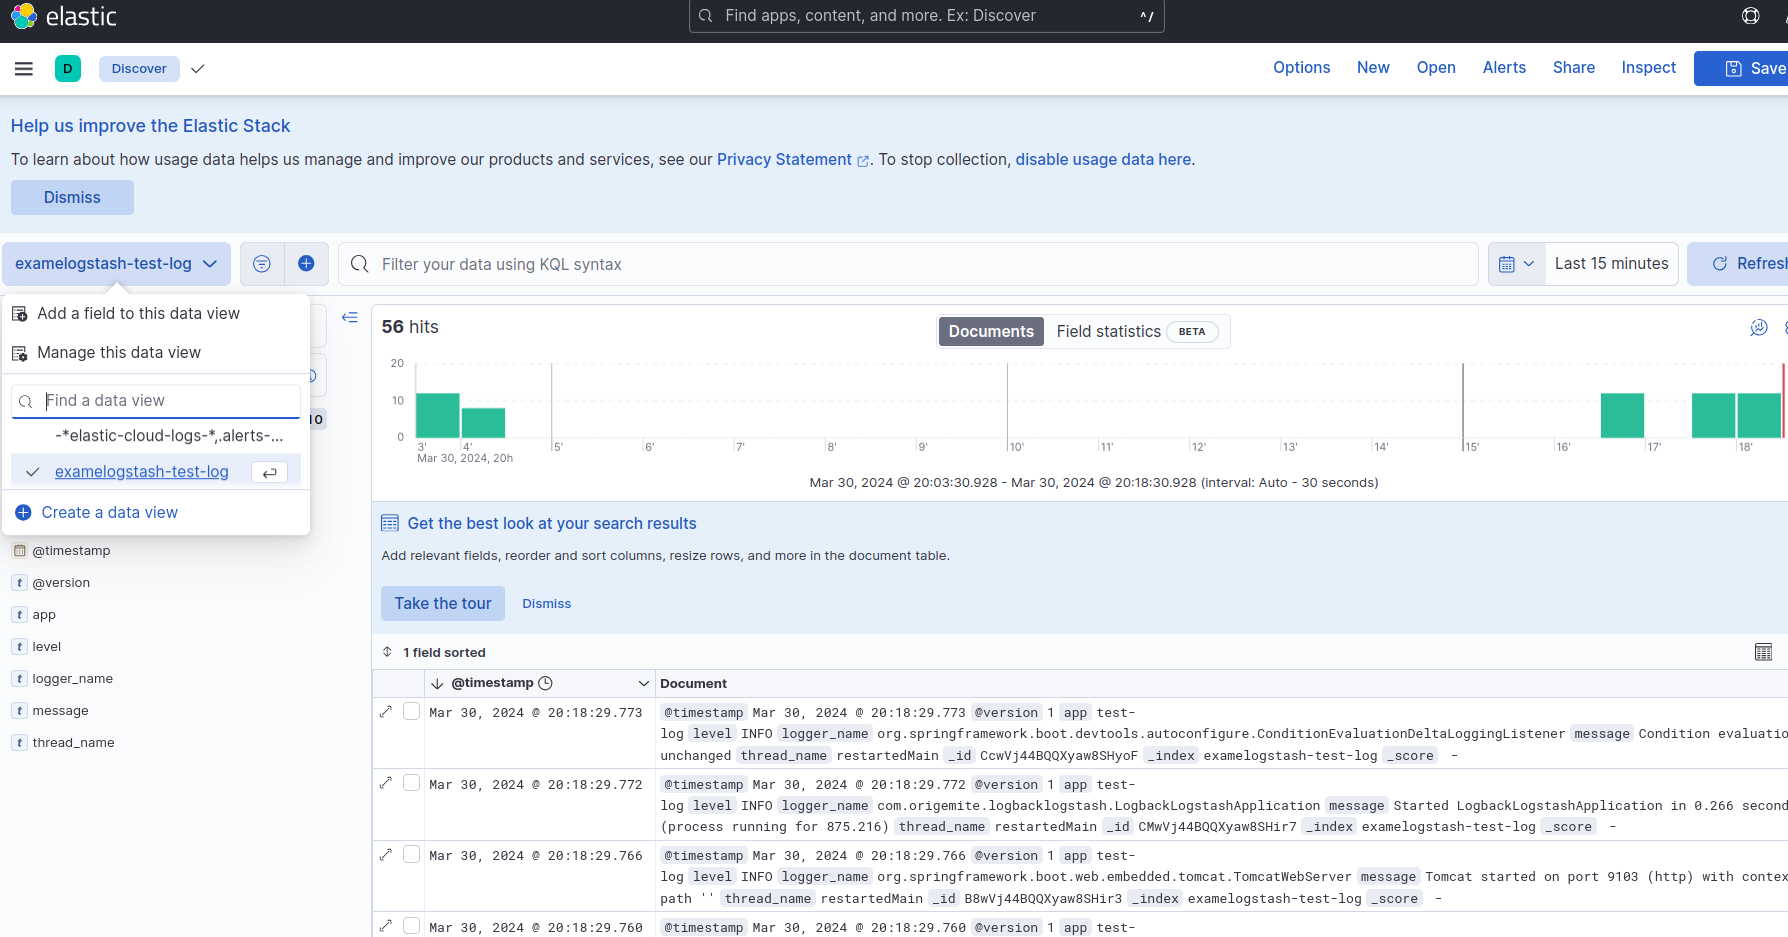 elastic
Find apps, content, and more. Ex: Discover
^/
D
Discover
Options
New
Open
Alerts
Share
Inspect
Save
Help us improve the Elastic Stack
To learn about how usage data helps us manage and improve our products and services, see our Privacy Statement. To stop collection, disable usage data here.
Dismiss
examelogstash-test-log
Filter your data using KQL syntax
Last 15 minutes
Refresh
Add a field to this data view
Manage this data view
Find a data view
-*elastic-cloud-logs-*,.alerts-...
examelogstash-test-log
Create a data view
10
@timestamp
@version
app
level
logger_name
message
thread_name
56 hits
Documents
Field statistics
BETA
20
10
0
3' 4' 5' 6' 7' 8' 9' 10' 11' 12' 13' 14' 15' 16' 17' 18'
Mar 30, 2024, 20h
Mar 30, 2024 @ 20:03:30.928 - Mar 30, 2024 @ 20:18:30.928 (interval: Auto - 30 seconds)
Get the best look at your search results
Add relevant fields, reorder and sort columns, resize rows, and more in the document table.
Take the tour
Dismiss
1 field sorted
@timestamp
Document
Mar 30, 2024 @ 20:18:29.773
@timestamp Mar 30, 2024 @ 20:18:29.773 @version 1 app test-
log level INFO logger_name org.springframework.boot.devtools.autoconfigure.ConditionEvaluationDeltaLoggingListener message Condition evaluatio
unchanged thread_name restartedMain _id CcwVj44BQQXyaw8SHyoF _index examelogstash-test-log _score -
Mar 30, 2024 @ 20:18:29.772
@timestamp Mar 30, 2024 @ 20:18:29.772 @version 1 app test-
log level INFO logger_name com.origemite.logbacklogstash.LogbackLogstashApplication message Started LogbackLogstashApplication in 0.266 second
(process running for 875.216) thread_name restartedMain _id CMwVj44BQQXyaw8SHir7 _index examelogstash-test-log _score -
Mar 30, 2024 @ 20:18:29.766
@timestamp Mar 30, 2024 @ 20:18:29.766 @version 1 app test-
log level INFO logger_name org.springframework.boot.web.embedded.tomcat.TomcatWebServer message Tomcat started on port 9103 (http) with contex
path '' thread_name restartedMain _id B8wVj44BQQXyaw8SHir3 _index examelogstash-test-log _score -
Mar 30, 2024 @ 20:18:29.760
@timestamp Mar 30, 2024 @ 20:18:29.760 @version 1 app test-